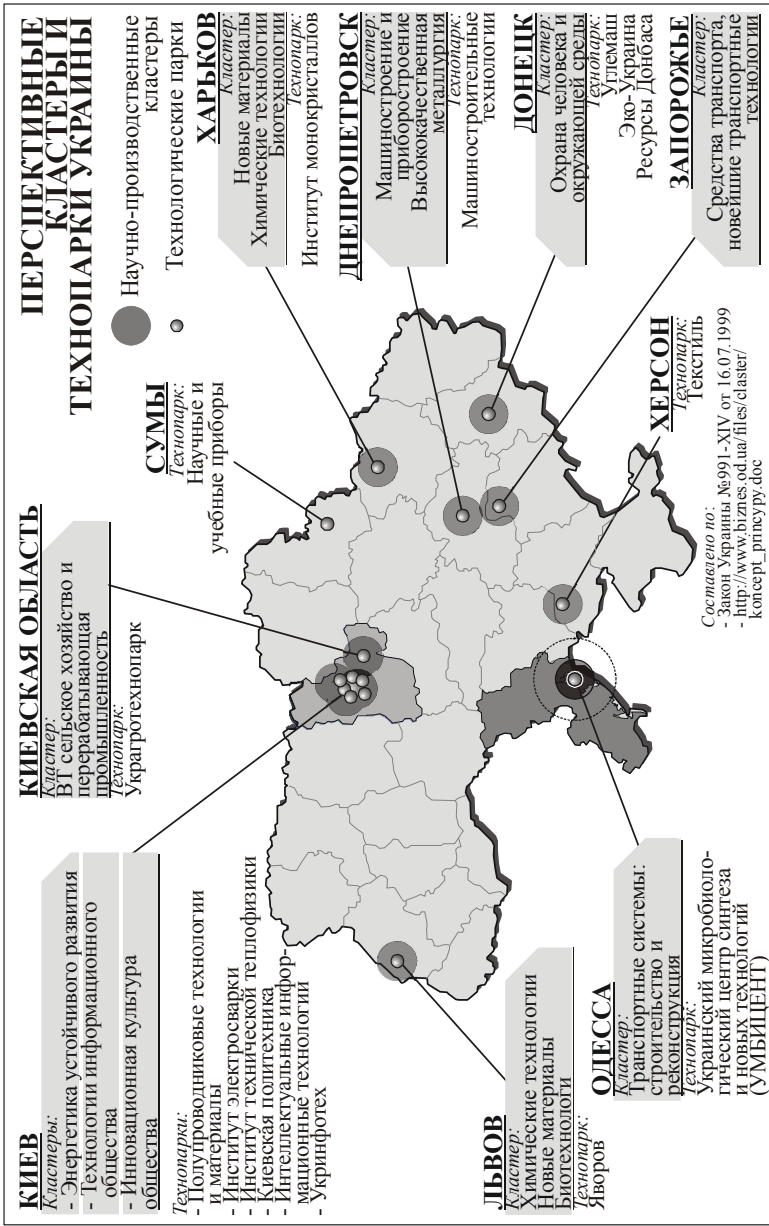 ПЕРСПЕКТИВНЫЕ
КЛАСТЕРЫ И
ТЕХНОПАРКИ УКРАИНЫ
Научно-производственные
кластеры
Технологические парки
КИЕВ
Кластеры:
- Энергетика устойчивого развития
- Технологии информационного
общества
- Инновационная культура
общества
Технопарки:
- Полупроводниковые технологии
и материалы
- Институт электросварки
- Институт технической теплофизики
- Киевская политехника
- Интеллектуальные инфор-
мационные технологии
- Укринфотех
КИЕВСКАЯ ОБЛАСТЬ
Кластер:
ВТ сельское хозяйство и
перерабатывающая
промышленность
Технопарк:
Украгротехнопарк
СУМЫ
Технопарк:
Научные и
учебные приборы
ХАРЬКОВ
Кластер:
Новые материалы
Химические технологии
Биотехнологии
Технопарк:
Институт монокристаллов
ДНЕПРОПЕТРОВСК
Кластер:
Машиностроение и
приборостроение
Высококачественная
металлургия
Технопарк:
Машиностроительные
технологии
ДОНЕЦК
Кластер:
Охрана человека и
окружающей среды
Технопарк:
Углемаш
Эко-Украина
Ресурсы Донбаса
ЗАПОРОЖЬЕ
Кластер:
Средства транспорта,
новейшие транспортные
технологии
ХЕРСОН
Технопарк:
Текстиль
ЛЬВОВ
Кластер:
Химические технологии
Новые материалы
Биотехнологи
Технопарк:
Яворов
ОДЕССА
Кластер:
Транспортные системы:
строительство и
реконструкция
Технопарк:
Украинский микробиоло-
гический центр синтеза
и новых технологий
(УМБИЦЕНТ)
Составлено по:
- Закон Украины №991-XIV от 16.07.1999
- http://www.biznes.od.ua/files/claster/
koncept_princypy.doc